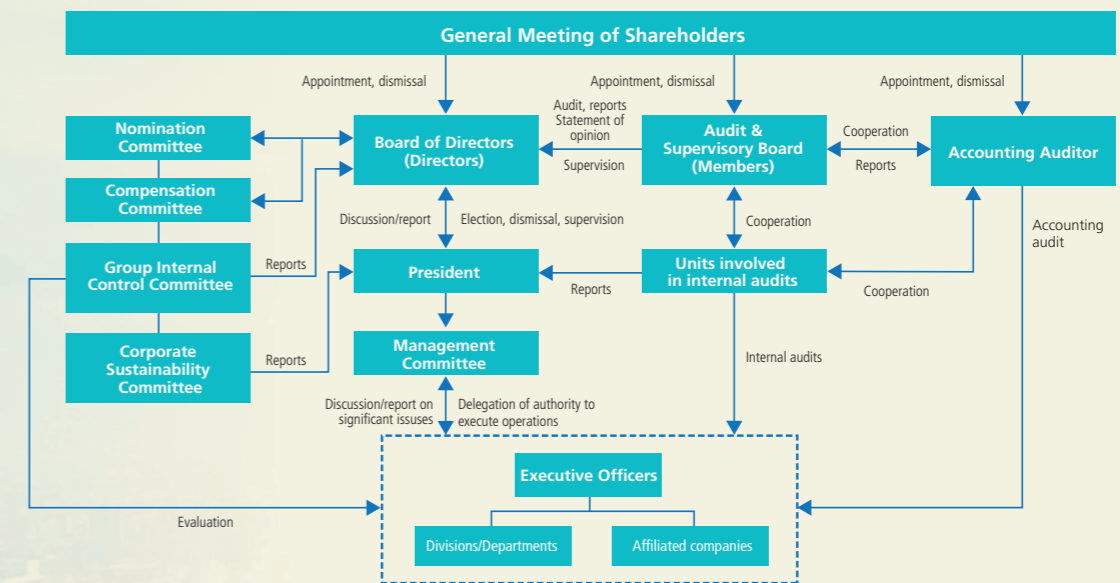 General Meeting of Shareholders
Appointment, dismissal
Appointment, dismissal
Appointment, dismissal
Nomination
Committee
Board of Directors
(Directors)
Audit, reports
Statement of
opinion
Supervision
Audit &
Supervisory Board
(Members)
Cooperation
Reports
Accounting Auditor
Compensation
Committee
Discussion/report
Election, dismissal, supervision
Cooperation
Accounting
audit
Group Internal
Control Committee
Reports
President
Reports
Units involved
in internal audits
Cooperation
Corporate
Sustainability
Committee
Reports
Management
Committee
Internal audits
Discussion/report on
significant issuses
Delegation of authority to
execute operations
Executive Officers
Evaluation
Divisions/Departments
Affiliated companies